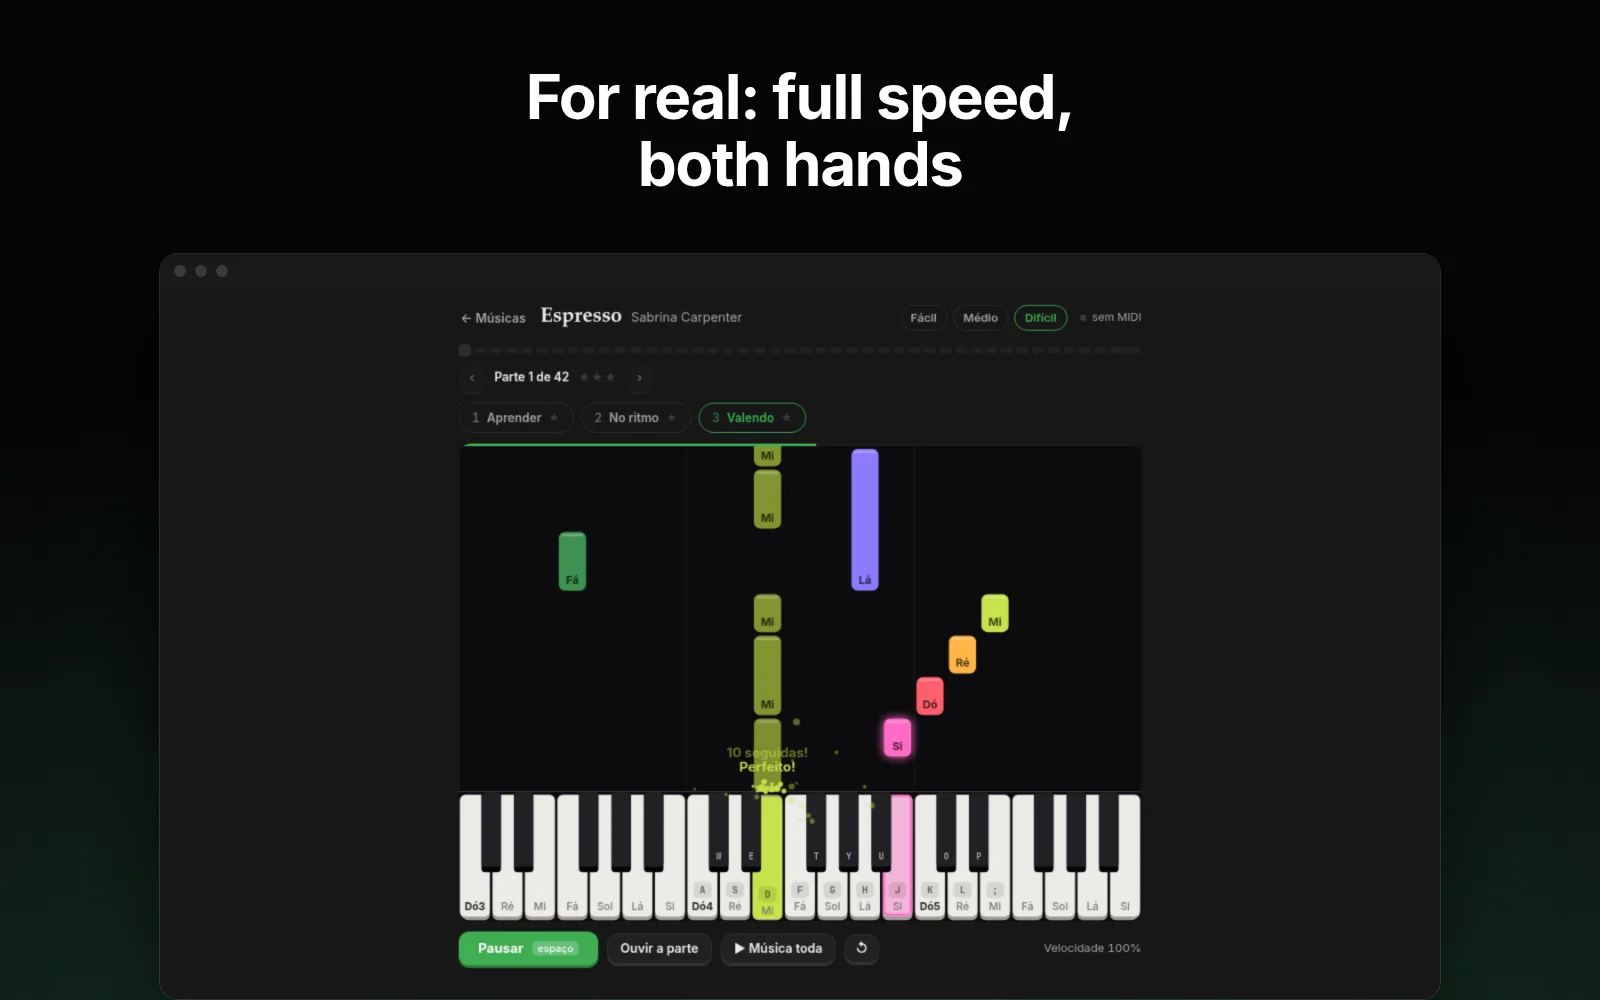 For real: full speed,
both hands
← Músicas Espresso Sabrina Carpenter Fácil Médio Difícil sem MIDI
‹ Parte 1 de 42 ★★★ ›
1 Aprender ★ 2 No ritmo ★ 3 Valendo ★
Mi
Mi
Fá Lá
Mi Mi
Ré
Mi Dó
Si
10 seguidas!
Perfeito!
W E T Y U O P
A S D F G H J K L ;
Dó3 Ré Mi Fá Sol Lá Si Dó4 Ré Mi Fá Sol Lá Si Dó5 Ré Mi Fá Sol Lá Si
Pausar espaço Ouvir a parte ▶ Música toda ↺ Velocidade 100%